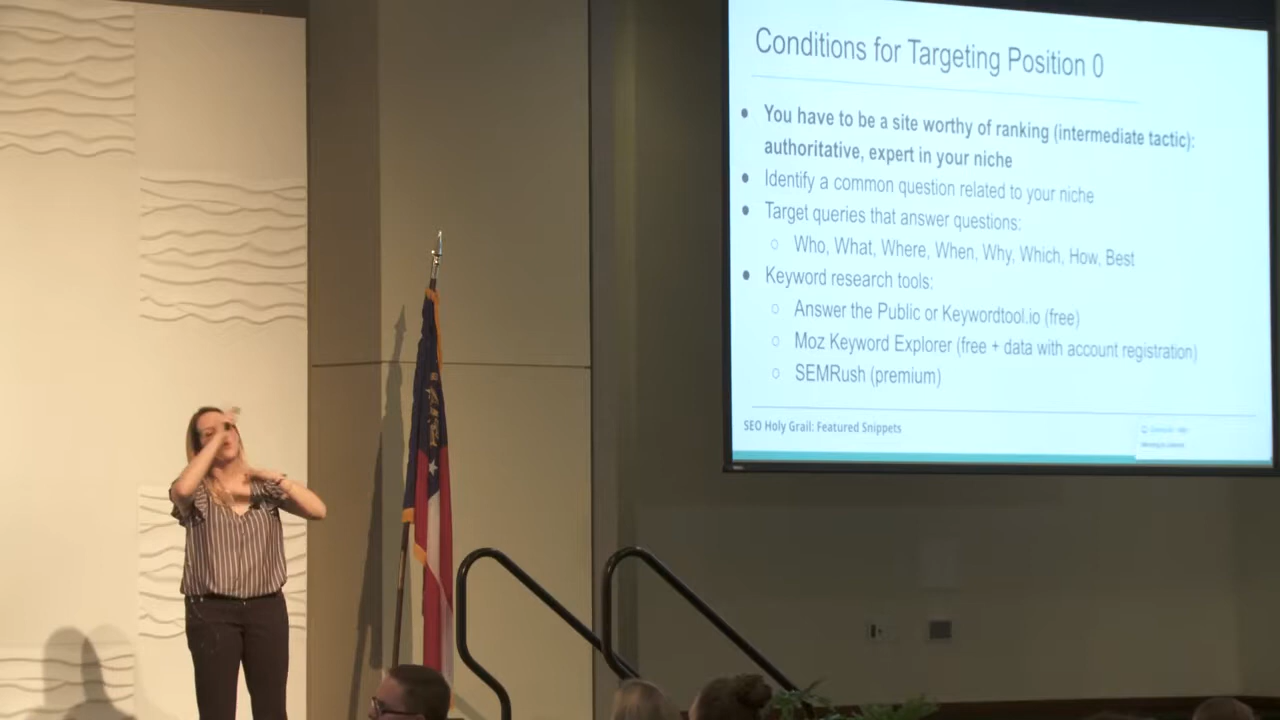 Conditions for Targeting Position 0
● You have to be a site worthy of ranking (intermediate tactic):
authoritative, expert in your niche
● Identify a common question related to your niche
● Target queries that answer questions:
○ Who, What, Where, When, Why, Which, How, Best
● Keyword research tools:
○ Answer the Public or Keywordtool.io (free)
○ Moz Keyword Explorer (free + data with account registration)
○ SEMRush (premium)
SEO Holy Grail: Featured Snippets